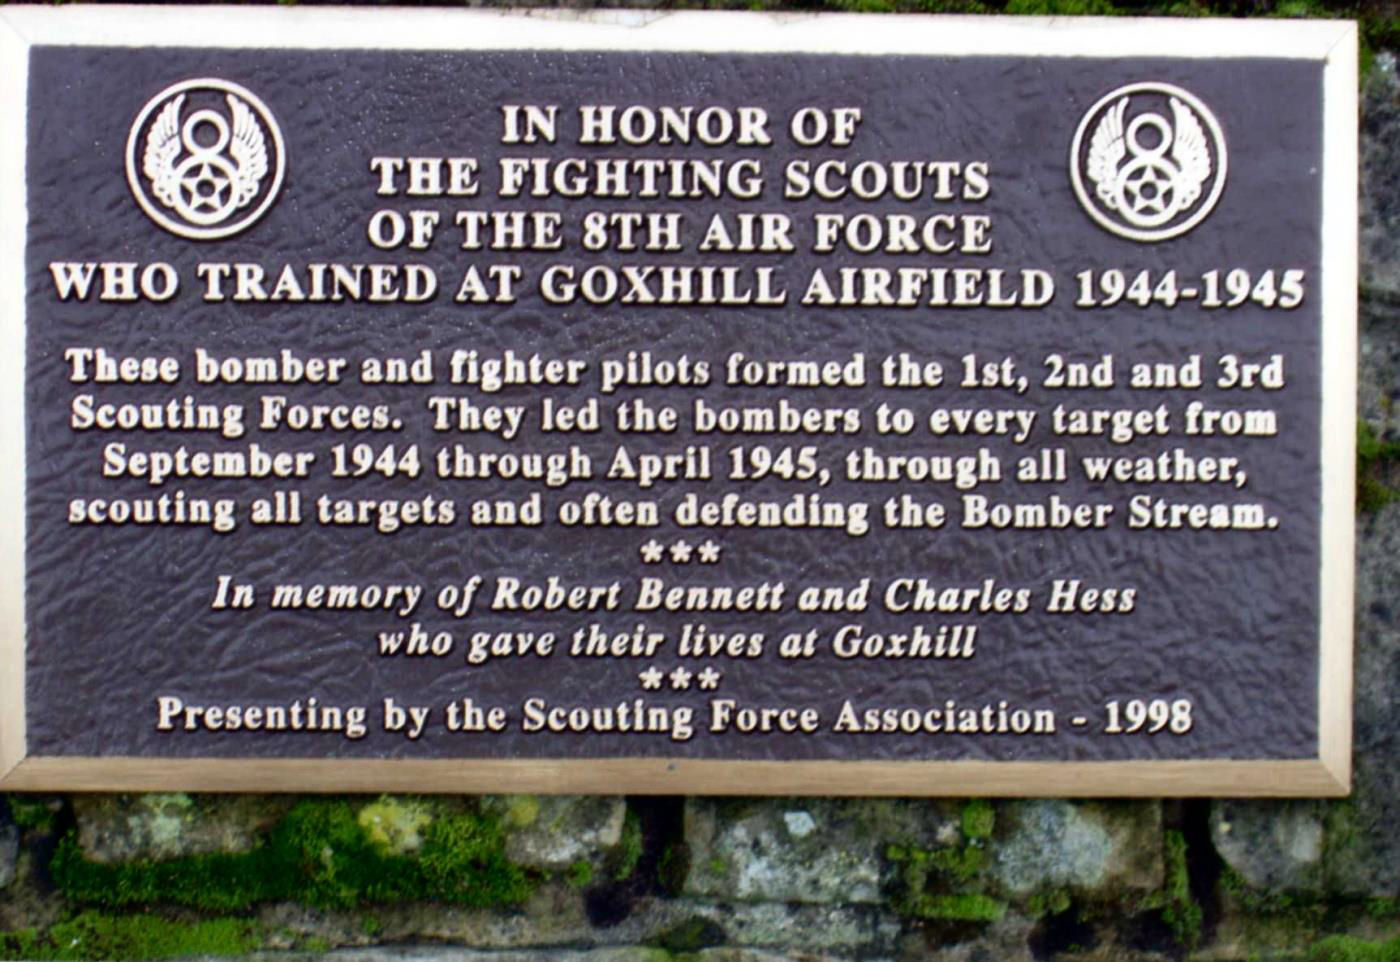 IN HONOR OF
THE FIGHTING SCOUTS
OF THE 8TH AIR FORCE
WHO TRAINED AT GOXHILL AIRFIELD 1944-1945
These bomber and fighter pilots formed the 1st, 2nd and 3rd
Scouting Forces. They led the bombers to every target from
September 1944 through April 1945, through all weather,
scouting all targets and often defending the Bomber Stream.
***
In memory of Robert Bennett and Charles Hess
who gave their lives at Goxhill
***
Presenting by the Scouting Force Association - 1998